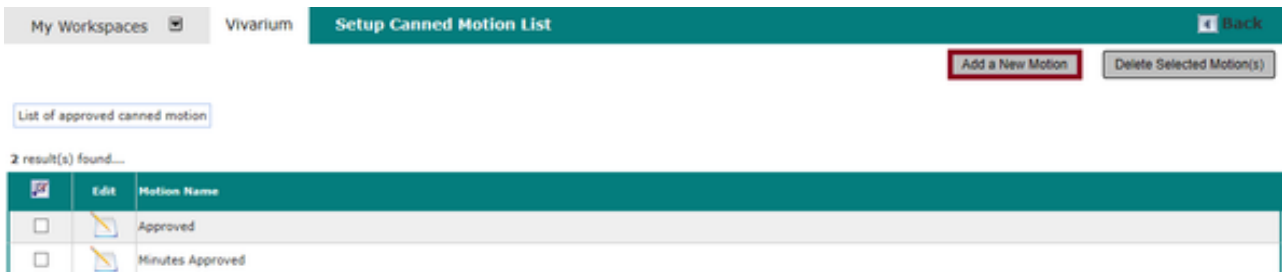 My Workspaces Vivarium Setup Canned Motion List Back
Add a New Motion Delete Selected Motion(s)
List of approved canned motion
2 result(s) found....
Edit Motion Name
Approved
Minutes Approved